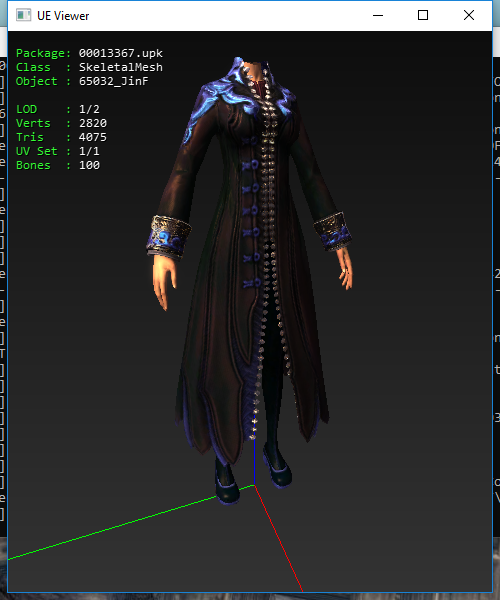 UE Viewer
Package: 00013367.upk
Class : SkeletalMesh
Object : 65032_JinF
LOD : 1/2
Verts : 2820
Tris : 4075
UV Set : 1/1
Bones : 100